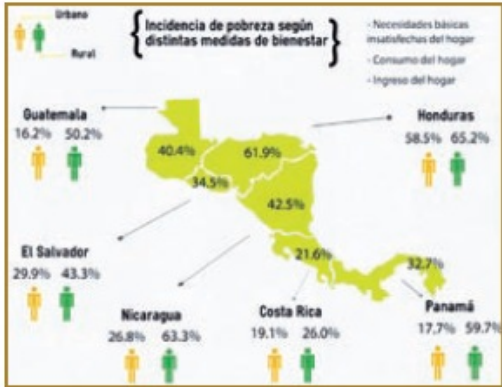 Urbano
Rural
Incidencia de pobreza según
distintas medidas de bienestar
- Necesidades básicas
insatisfechas del hogar
- Consumo del hogar
- Ingreso del hogar
Guatemala
16.2% 50.2%
Honduras
58.5% 65.2%
40.4%
61.9%
34.5%
42.5%
21.6%
32.7%
El Salvador
29.9% 43.3%
Nicaragua
26.8% 63.3%
Costa Rica
19.1% 26.0%
Panamá
17.7% 59.7%